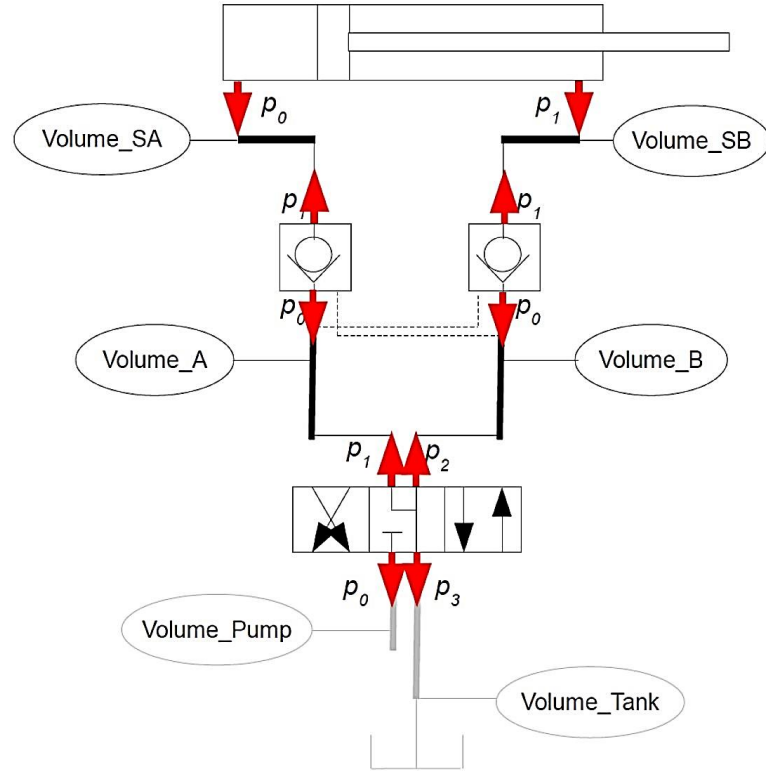 p0
p1
Volume_SA
Volume_SB
p1
p1
p0
p0
Volume_A
Volume_B
p1
p2
p0
p3
Volume_Pump
Volume_Tank